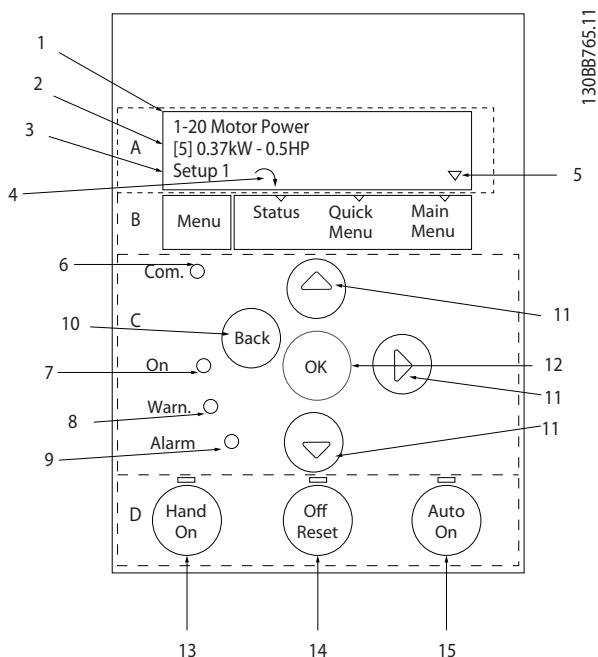 130BB765.11
1
2
3
4
A
1-20 Motor Power
[5] 0.37kW - 0.5HP
Setup 1
5
B
Menu
Status
Quick Menu
Main Menu
6
Com.
11
10
C
Back
OK
12
7
On
11
8
Warn.
11
9
Alarm
D
Hand On
Off Reset
Auto On
13
14
15